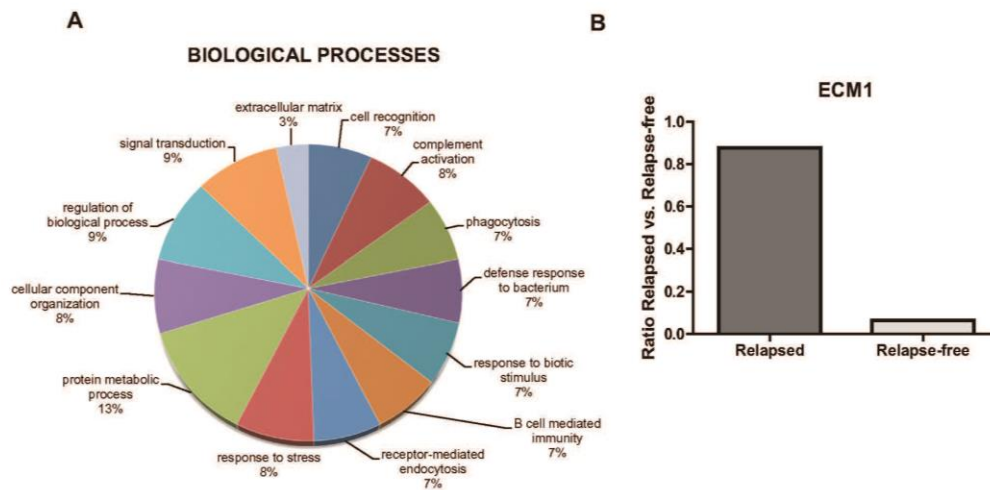 A
BIOLOGICAL PROCESSES
extracellular matrix
3%
cell recognition
7%
complement
activation
8%
phagocytosis
7%
defense response
to bacterium
7%
response to biotic
stimulus
7%
B cell mediated
immunity
7%
receptor-mediated
endocytosis
7%
response to stress
8%
protein metabolic
process
13%
cellular component
organization
8%
regulation of
biological process
9%
signal transduction
9%
B
ECM1
Ratio Relapsed vs. Relapse-free
1.0
0.8
0.6
0.4
0.2
0.0
Relapsed
Relapse-free